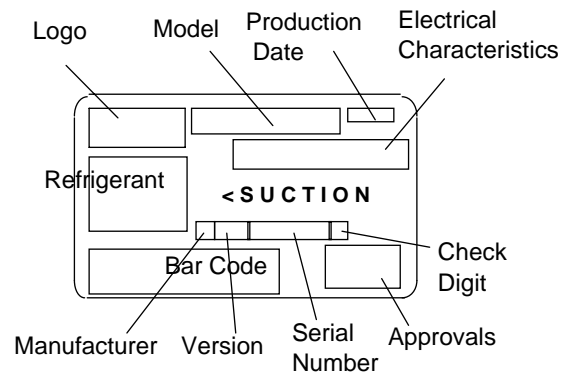 Logo
Model
Production
Date
Electrical
Characteristics
Refrigerant
<SUCTION
Bar Code
Check
Digit
Manufacturer
Version
Serial
Number
Approvals